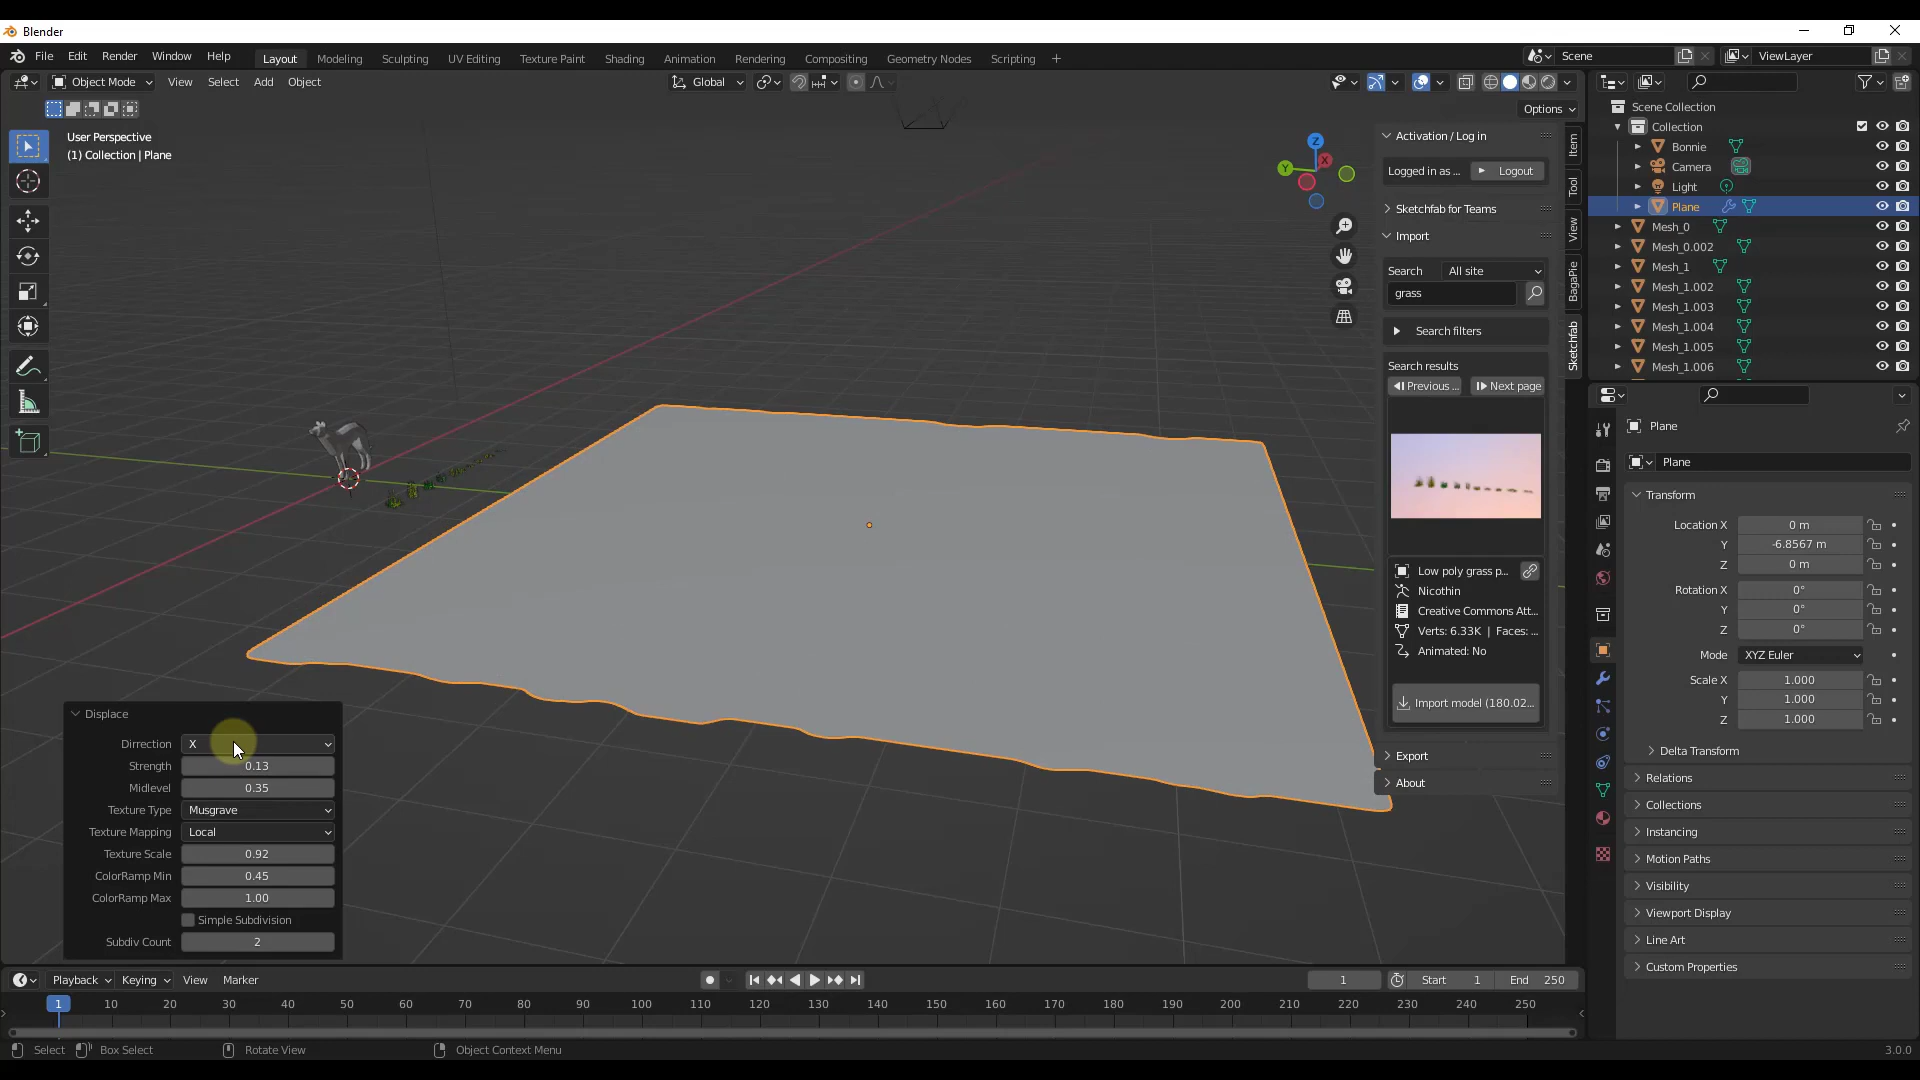 Blender
File Edit Render Window Help
Layout Modeling Sculpting UV Editing Texture Paint Shading Animation Rendering Compositing Geometry Nodes Scripting +
Scene
ViewLayer
Object Mode View Select Add Object
Global
Options
User Perspective
(1) Collection | Plane
X
Y
Z
Activation / Log in
Logged in as ... Logout
Sketchfab for Teams
Import
Search All site
grass
Search filters
Search results
Previous ... Next page
Low poly grass p...
Nicothin
Creative Commons Att...
Verts: 6.33K | Faces: ...
Animated: No
Import model (180.02...
Export
About
Item
Tool
View
BagaPie
Sketchfab
Scene Collection
Collection
Bonnie
Camera
Light
Plane
Mesh_0
Mesh_0.002
Mesh_1
Mesh_1.002
Mesh_1.003
Mesh_1.004
Mesh_1.005
Mesh_1.006
Plane
Plane
Transform
Location X 0 m
Y -6.8567 m
Z 0 m
Rotation X 0°
Y 0°
Z 0°
Mode XYZ Euler
Scale X 1.000
Y 1.000
Z 1.000
Delta Transform
Relations
Collections
Instancing
Motion Paths
Visibility
Viewport Display
Line Art
Custom Properties
Displace
Dirrection X
Strength 0.13
Midlevel 0.35
Texture Type Musgrave
Texture Mapping Local
Texture Scale 0.92
ColorRamp Min 0.45
ColorRamp Max 1.00
Simple Subdivision
Subdiv Count 2
Playback Keying View Marker
1 Start 1 End 250
1 10 20 30 40 50 60 70 80 90 100 110 120 130 140 150 160 170 180 190 200 210 220 230 240 250
Select Box Select Rotate View Object Context Menu
3.0.0